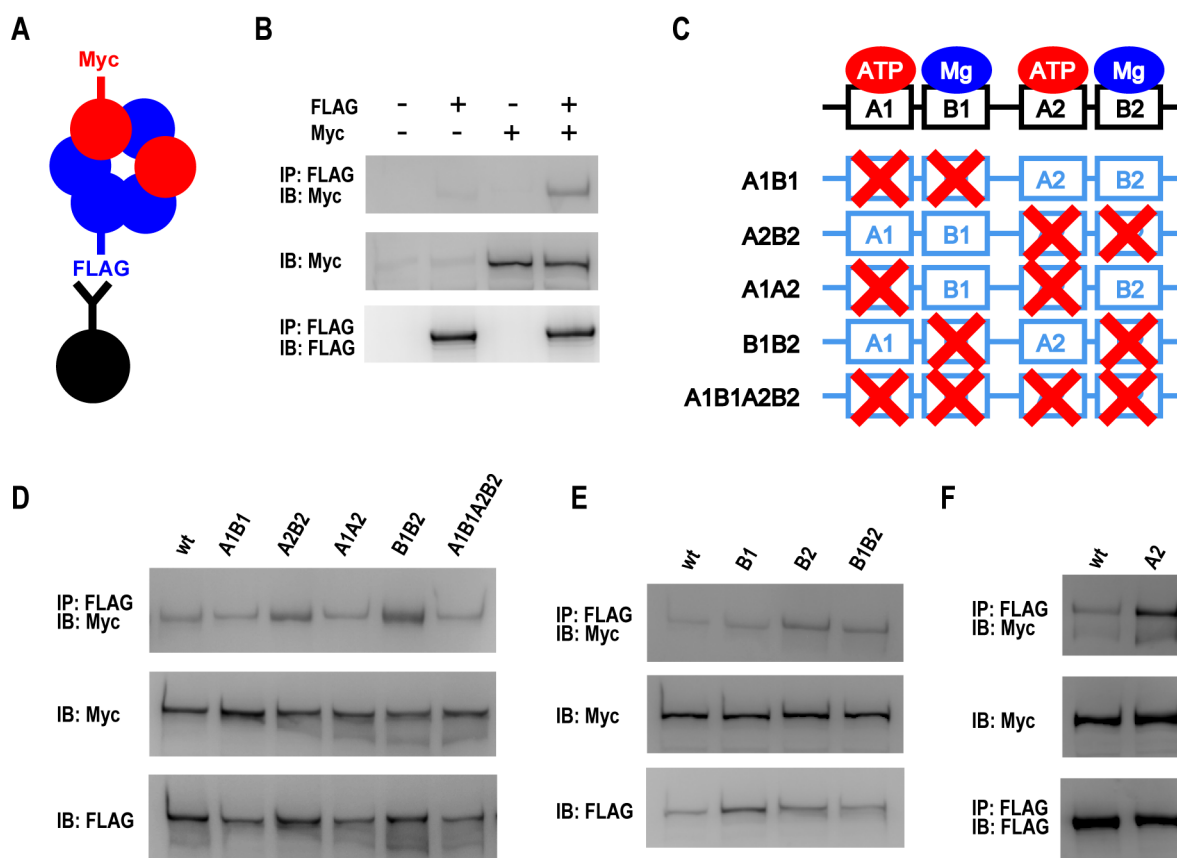 A
Myc
FLAG
B
FLAG - + - +
Myc - - + +
IP: FLAG
IB: Myc
IB: Myc
IP: FLAG
IB: FLAG
C
ATP Mg ATP Mg
A1 B1 A2 B2
A1B1 A2 B2
A2B2 A1 B1
A1A2 B1 B2
B1B2 A1 A2
A1B1A2B2
D
wt A1B1 A2B2 A1A2 B1B2 A1B1A2B2
IP: FLAG
IB: Myc
IB: Myc
IB: FLAG
E
wt B1 B2 B1B2
IP: FLAG
IB: Myc
IB: Myc
IB: FLAG
F
wt A2
IP: FLAG
IB: Myc
IB: Myc
IP: FLAG
IB: FLAG